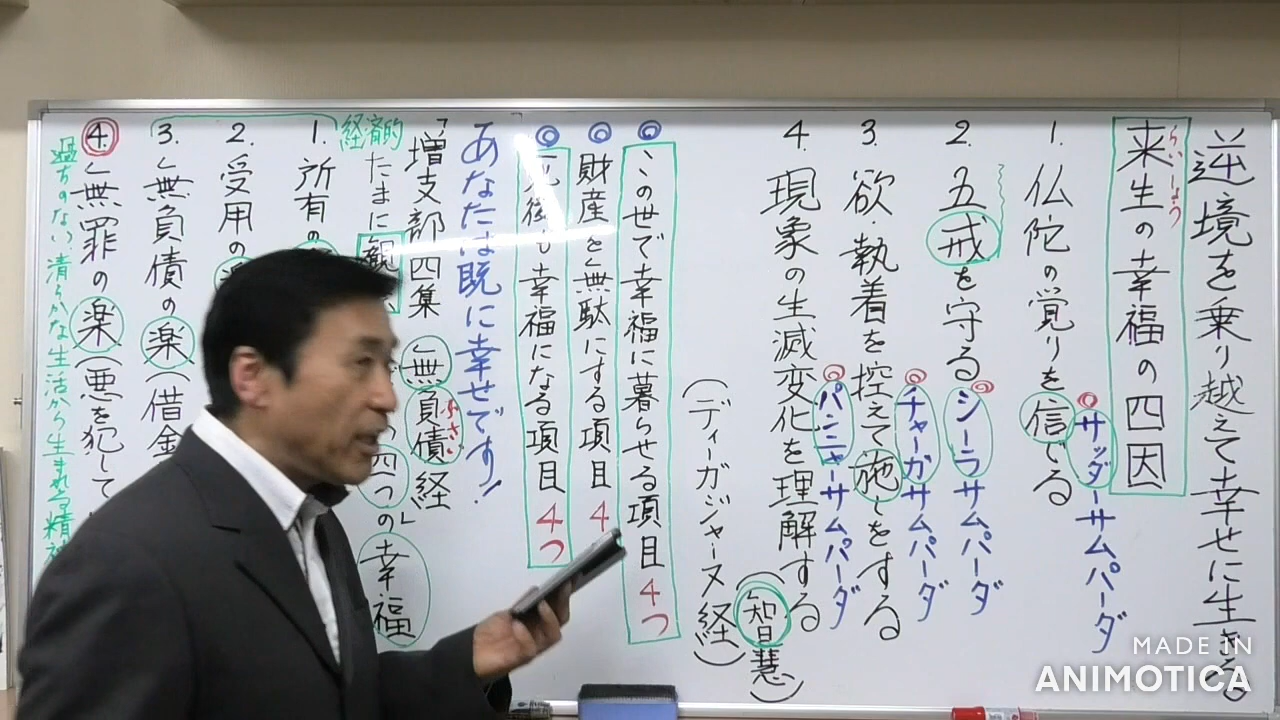 逆境を乗り越えて幸せに生きる
来生の幸福の四因
らいしょう
1. 仏陀の覚りを信じる
サッダーサムパーダ
2. 五戒を守る
シーラサムパーダ
3. 欲・執着を控えて施しをする
チャーガサムパーダ
4. 現象の生滅変化を理解する
パンニャーサムパーダ
(智慧)
(ディーガジャーヌ経)
この世で幸福に暮らせる項目4つ
財産を無駄にする項目4
死後も幸福になる項目4つ
あなたは既に幸せです!
「増支部四集 無負債経
ふさい
経済的
たまに観
四つの」
幸福
1. 所有の
2. 受用の
3. 無負債の楽(借金
4. 無罪の楽(悪を犯して
過ちのない、清らかな生活から生まれる精神
MADE IN
ANIMOTICA